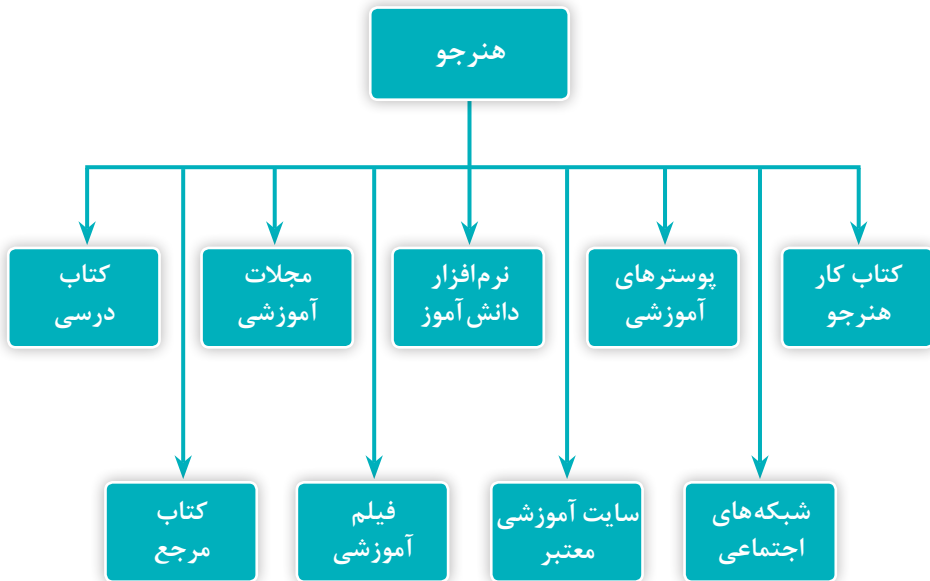 هنرجو
کتاب کار
هنرجو
پوسترهای
آموزشی
نرم‌افزار
دانش‌آموز
مجلات
آموزشی
کتاب
درسی
شبکه‌های
اجتماعی
سایت آموزشی
معتبر
فیلم
آموزشی
کتاب
مرجع